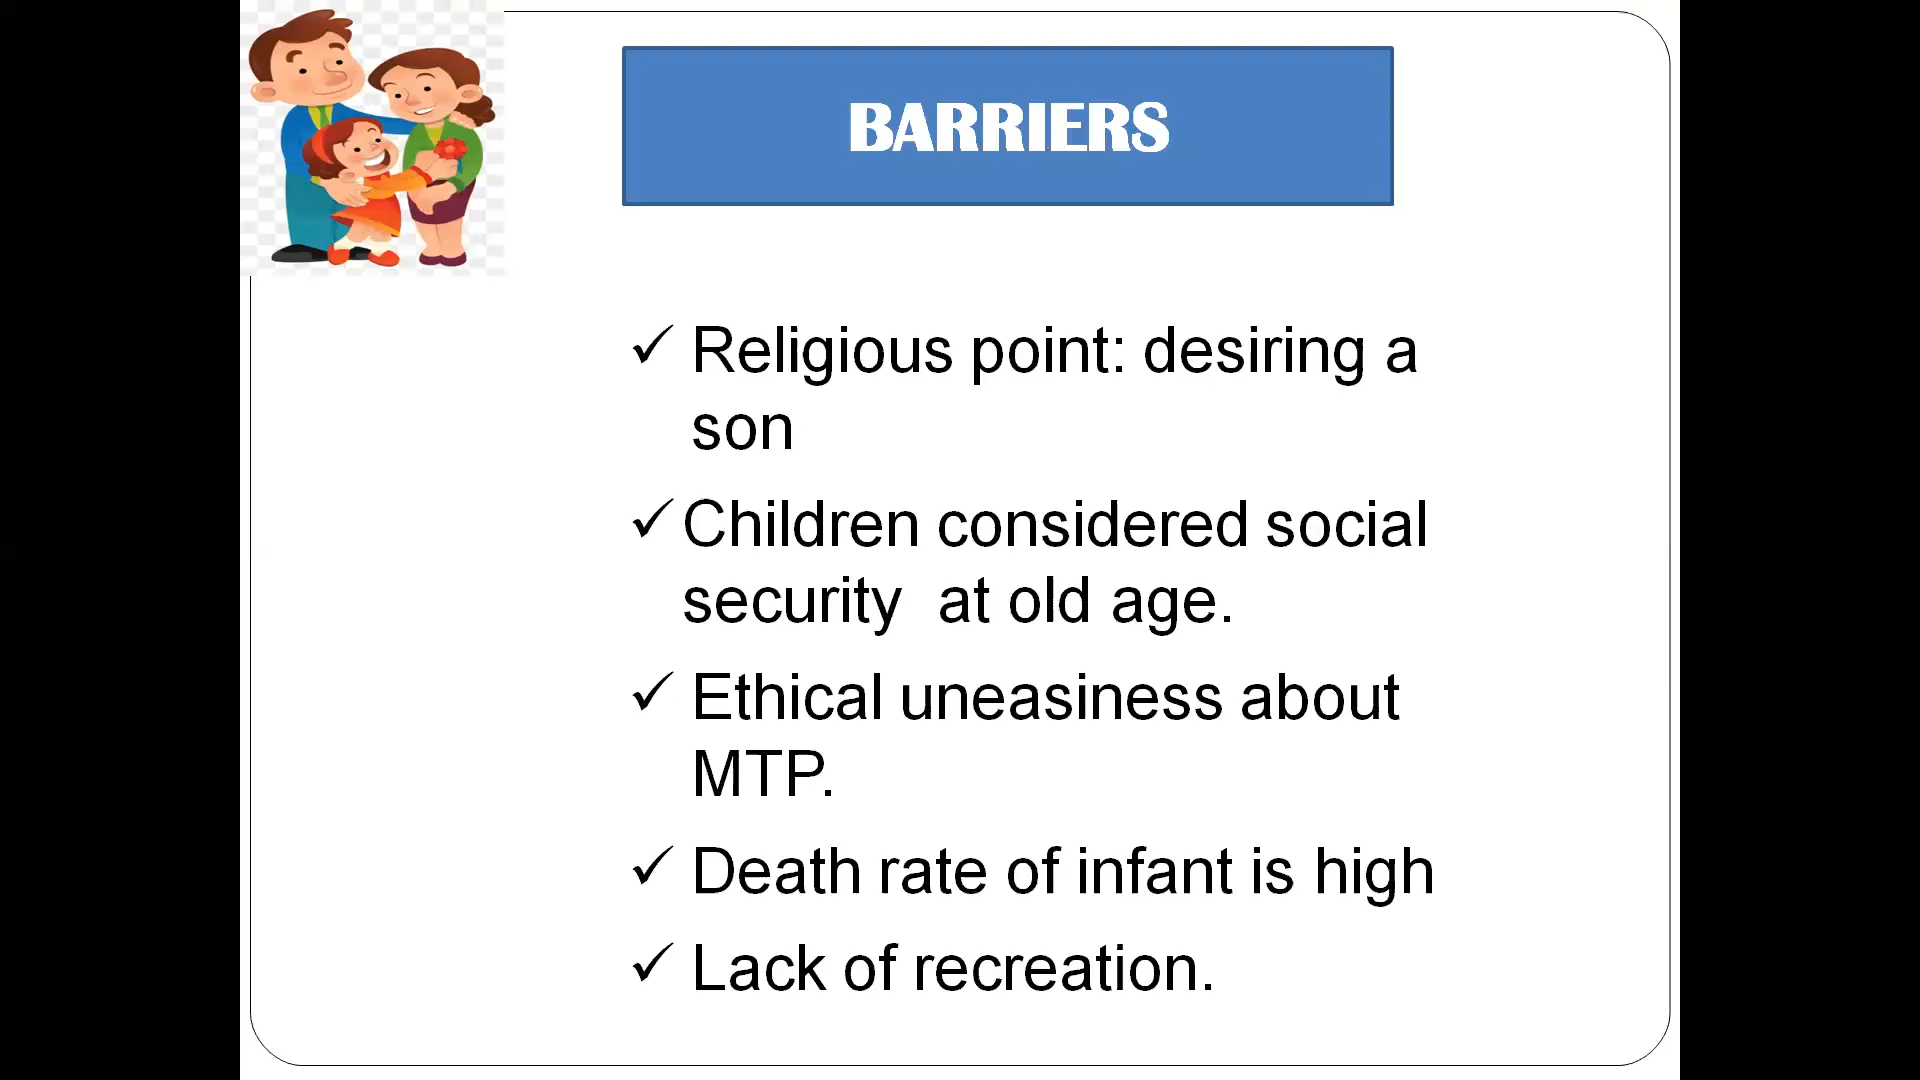 BARRIERS
✓ Religious point: desiring a
son
✓ Children considered social
security  at old age.
✓ Ethical uneasiness about
MTP.
✓ Death rate of infant is high
✓ Lack of recreation.